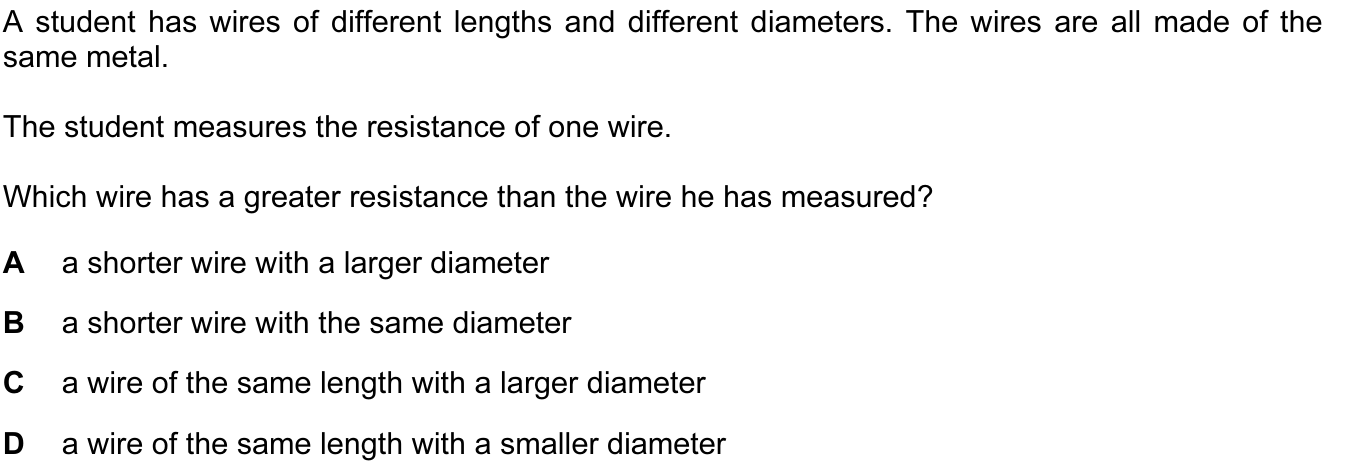 A student has wires of different lengths and different diameters. The wires are all made of the
same metal.
The student measures the resistance of one wire.
Which wire has a greater resistance than the wire he has measured?
A a shorter wire with a larger diameter
B a shorter wire with the same diameter
C a wire of the same length with a larger diameter
D a wire of the same length with a smaller diameter